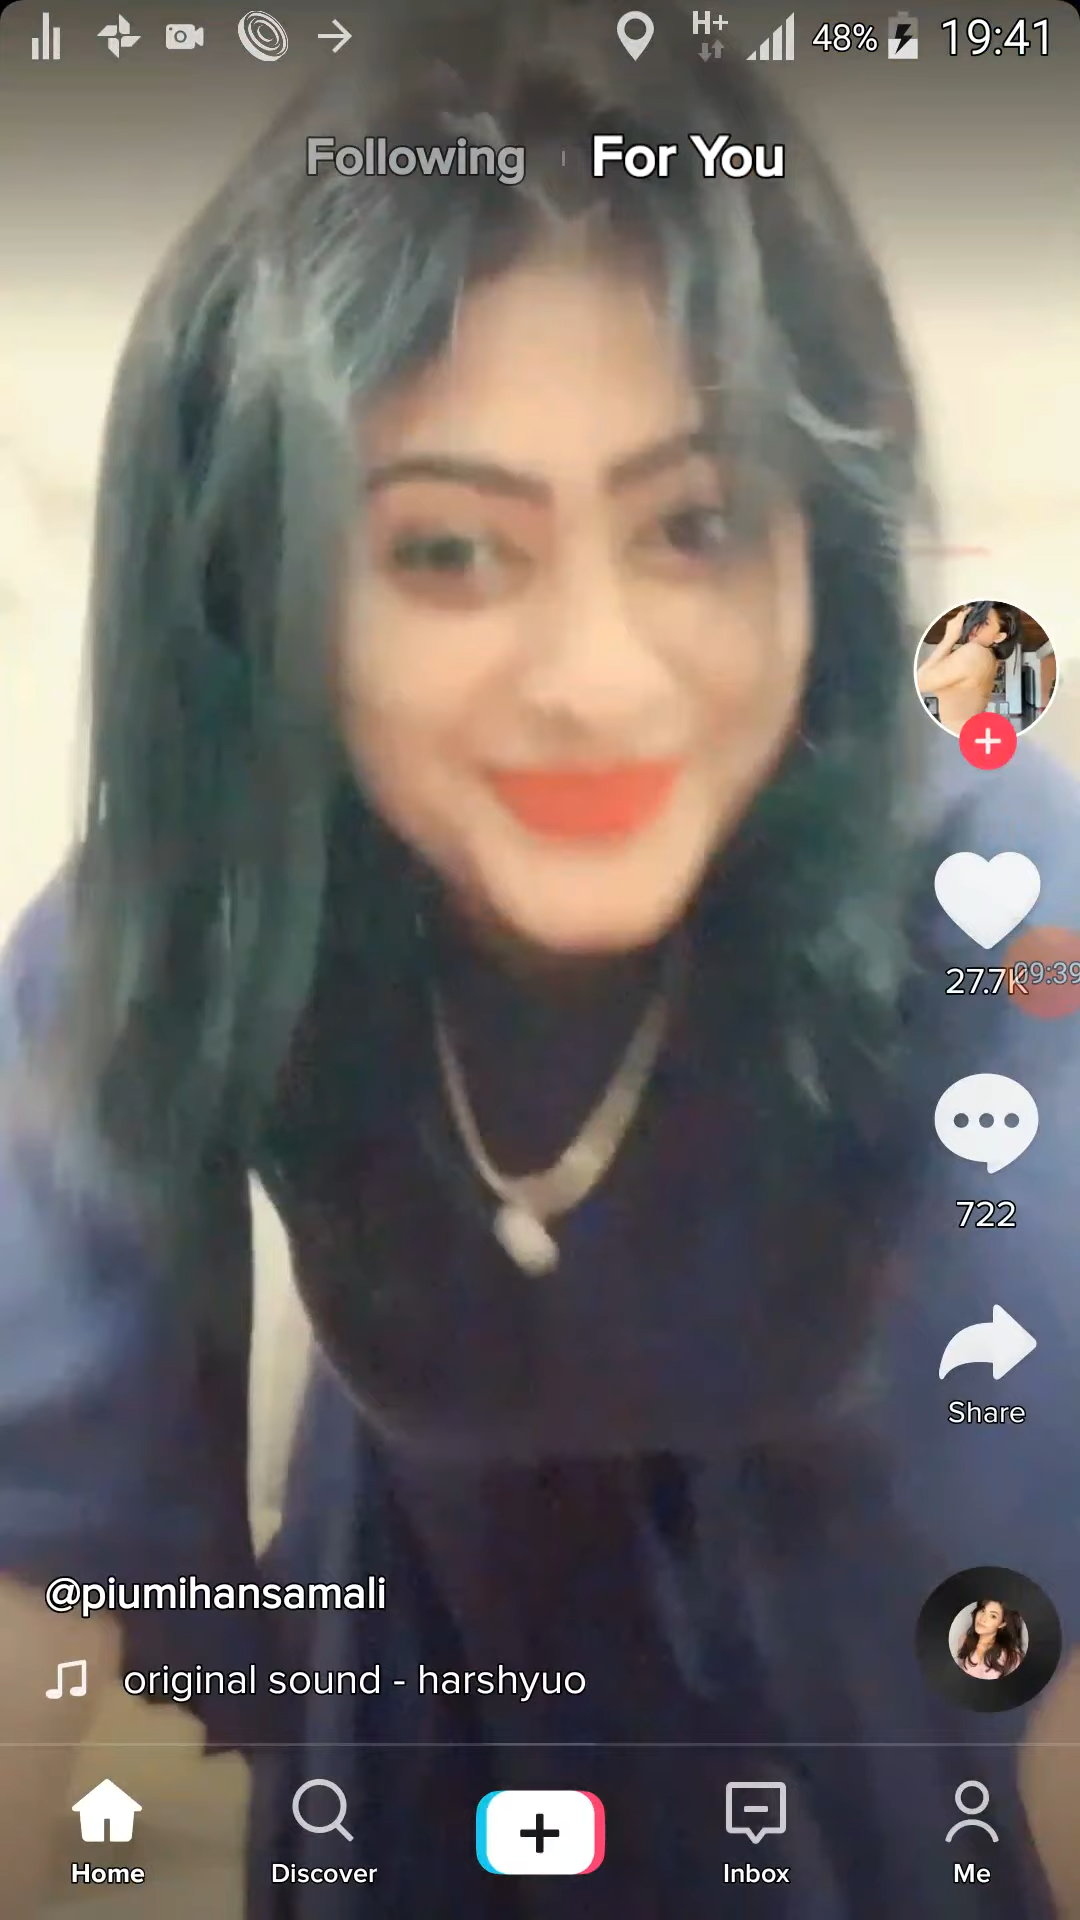 H+
48%
19:41
Following
For You
27.7K
09:39
722
Share
@piumihansamali
original sound - harshyuo
Home
Discover
Inbox
Me